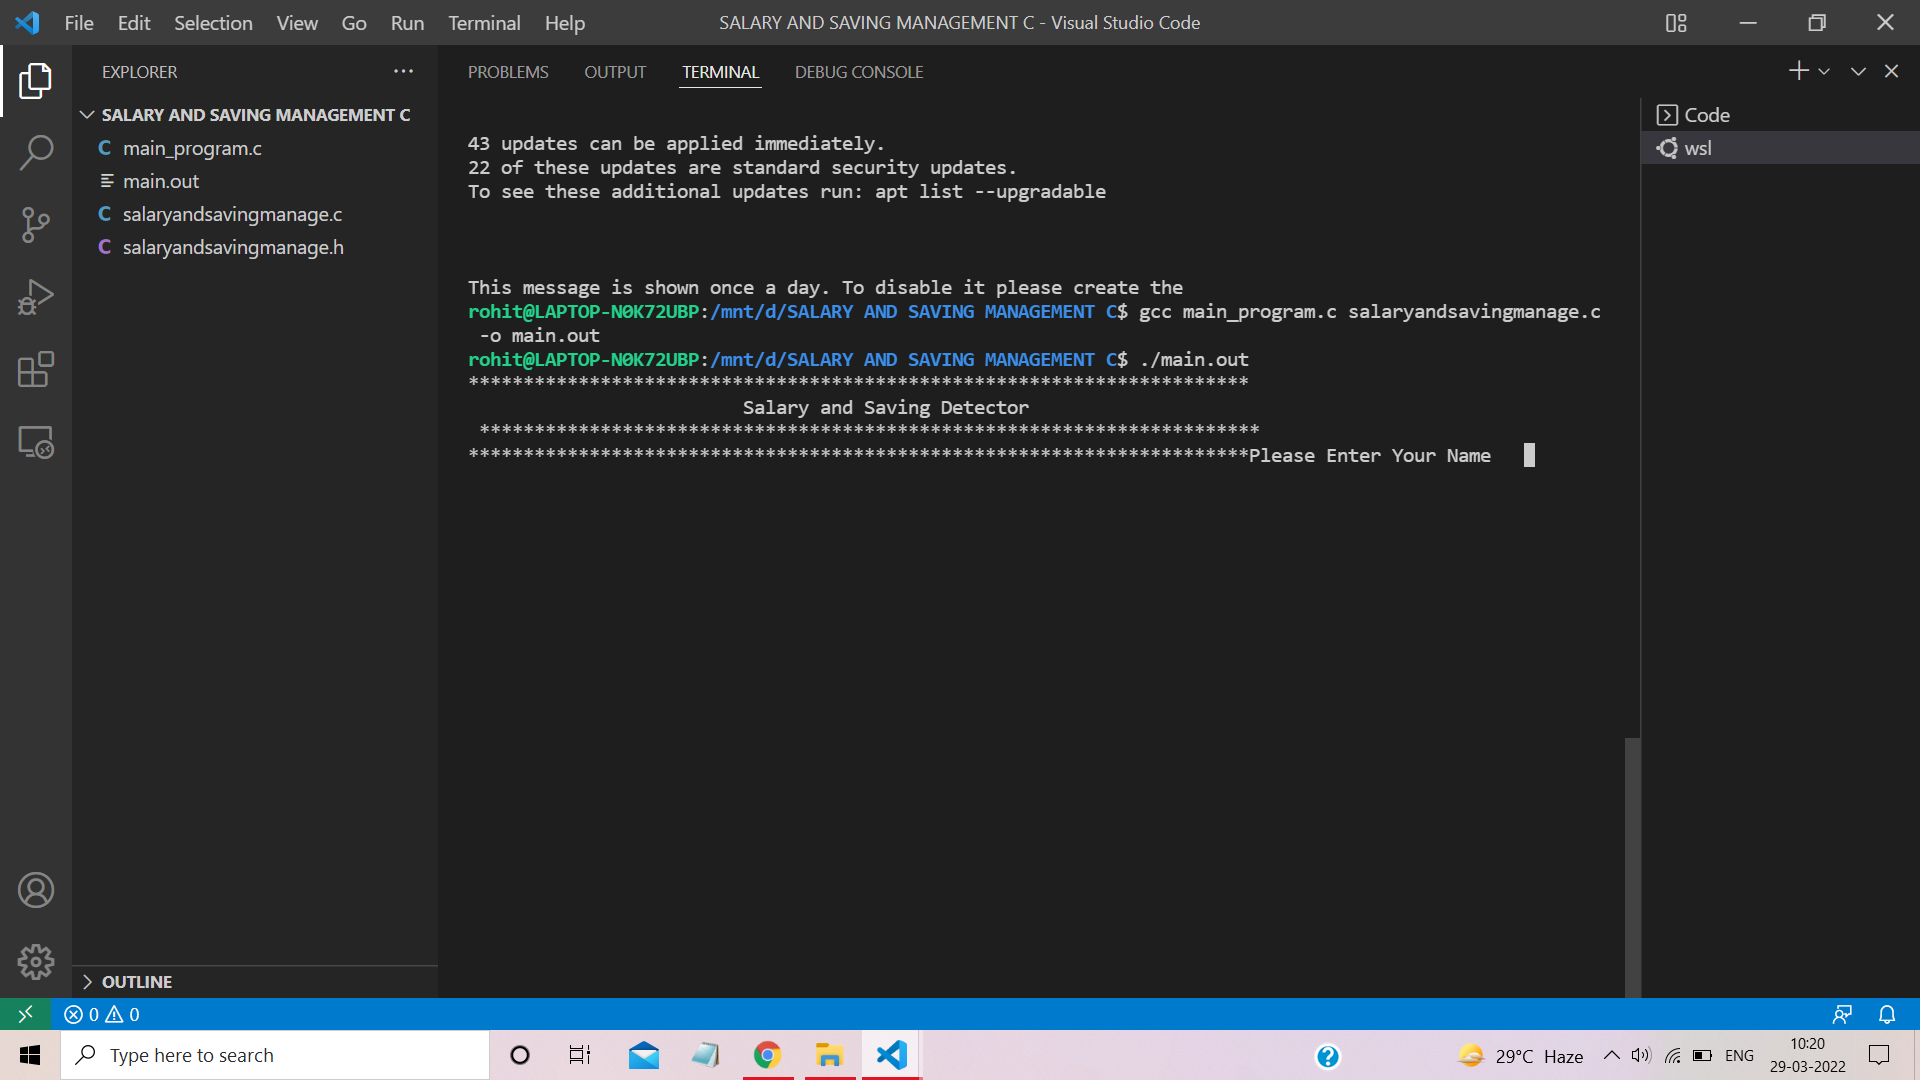 File Edit Selection View Go Run Terminal Help
SALARY AND SAVING MANAGEMENT C - Visual Studio Code
EXPLORER
SALARY AND SAVING MANAGEMENT C
C main_program.c
main.out
C salaryandsavingmanage.c
C salaryandsavingmanage.h
OUTLINE
PROBLEMS OUTPUT TERMINAL DEBUG CONSOLE
43 updates can be applied immediately.
22 of these updates are standard security updates.
To see these additional updates run: apt list --upgradable
This message is shown once a day. To disable it please create the
rohit@LAPTOP-N0K72UBP:/mnt/d/SALARY AND SAVING MANAGEMENT C$ gcc main_program.c salaryandsavingmanage.c
-o main.out
rohit@LAPTOP-N0K72UBP:/mnt/d/SALARY AND SAVING MANAGEMENT C$ ./main.out
***********************************************************************
Salary and Saving Detector
***********************************************************************
***********************************************************************Please Enter Your Name
Code
wsl
0 0
Type here to search
29°C Haze
ENG
10:20
29-03-2022